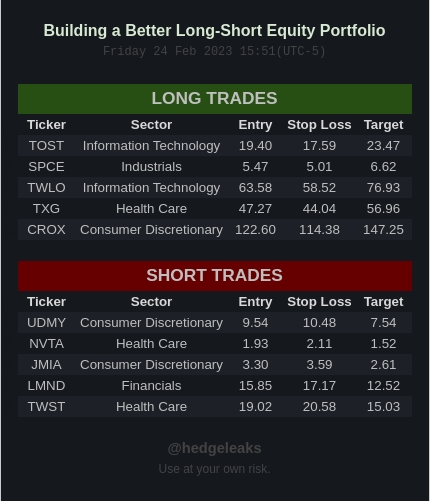 Building a Better Long-Short Equity Portfolio
Friday 24 Feb 2023 15:51(UTC-5)
LONG TRADES
Ticker Sector Entry Stop Loss Target
TOST Information Technology 19.40 17.59 23.47
SPCE Industrials 5.47 5.01 6.62
TWLO Information Technology 63.58 58.52 76.93
TXG Health Care 47.27 44.04 56.96
CROX Consumer Discretionary 122.60 114.38 147.25
SHORT TRADES
Ticker Sector Entry Stop Loss Target
UDMY Consumer Discretionary 9.54 10.48 7.54
NVTA Health Care 1.93 2.11 1.52
JMIA Consumer Discretionary 3.30 3.59 2.61
LMND Financials 15.85 17.17 12.52
TWST Health Care 19.02 20.58 15.03
@hedgeleaks
Use at your own risk.